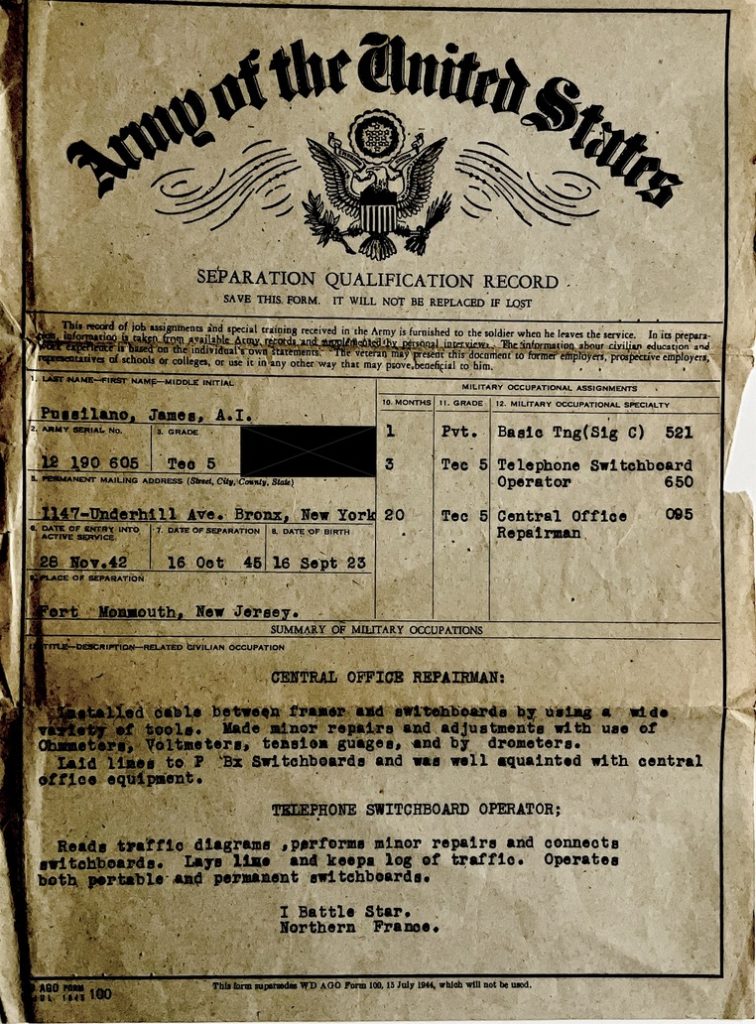 Army of the United States
SEPARATION QUALIFICATION RECORD
SAVE THIS FORM. IT WILL NOT BE REPLACED IF LOST
This record of job assignments and special training received in the Army is furnished to the soldier when he leaves the service. In its prepara-
tion, information is taken from available Army records and supplemented by personal interviews. The information about civilian education and
work experience is based on the individual's own statements. The veteran may present this document to former employers, prospective employers,
representatives of schools or colleges, or use it in any other way that may prove beneficial to him.
1. LAST NAME—FIRST NAME—MIDDLE INITIAL
Pussilano, James, A.I.
2. ARMY SERIAL No. 3. GRADE
12 190 605 Tec 5
5. PERMANENT MAILING ADDRESS (Street, City, County, State)
1147-Underhill Ave. Bronx, New York
6. DATE OF ENTRY INTO ACTIVE SERVICE 7. DATE OF SEPARATION 8. DATE OF BIRTH
28 Nov.42 16 Oct 45 16 Sept 23
9. PLACE OF SEPARATION
Fort Monmouth, New Jersey.
MILITARY OCCUPATIONAL ASSIGNMENTS
10. MONTHS 11. GRADE 12. MILITARY OCCUPATIONAL SPECIALTY
1 Pvt. Basic Tng(Sig C) 521
3 Tec 5 Telephone Switchboard
Operator 650
20 Tec 5 Central Office 095
Repairman
SUMMARY OF MILITARY OCCUPATIONS
TITLE—DESCRIPTION—RELATED CIVILIAN OCCUPATION
CENTRAL OFFICE REPAIRMAN:
Installed cable between framer and switchboards by using a wide
variety of tools. Made minor repairs and adjustments with use of
Ohmmeters, Voltmeters, tension guages, and by drometers.
Laid lines to P Bx Switchboards and was well aquainted with central
office equipment.
TELEPHONE SWITCHBOARD OPERATOR;
Reads traffic diagrams ,performs minor repairs and connects
switchboards. Lays line and keeps log of traffic. Operates
both portable and permanent switchboards.
I Battle Star.
Northern France.
AGO FORM 100
1945
This form supersedes WD AGO Form 100, 15 July 1944, which will not be used.